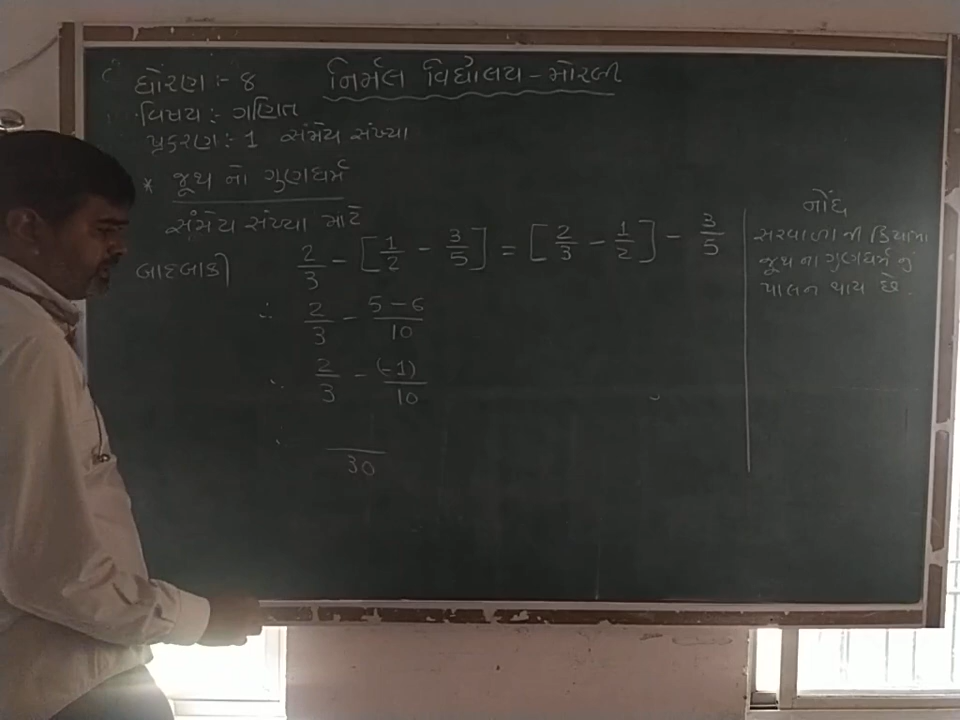 નિર્મલ વિદ્યાલય - મોરબી
ધોરણ :- ૪
વિષય :- ગણિત
પ્રકરણ :- 1 સંમેય સંખ્યા
* જૂથ નો ગુણધર્મ
સંમેય સંખ્યા માટે
બાદબાકી 2/3 - [1/2 - 3/5] = [2/3 - 1/2] - 3/5
∴ 2/3 - 5 - 6/10
∴ 2/3 - (-1)/10
∴ /30
નોંધ
સરવાળા ની ક્રિયામાં
જૂથ ના ગુણધર્મ નું
પાલન થાય છે.